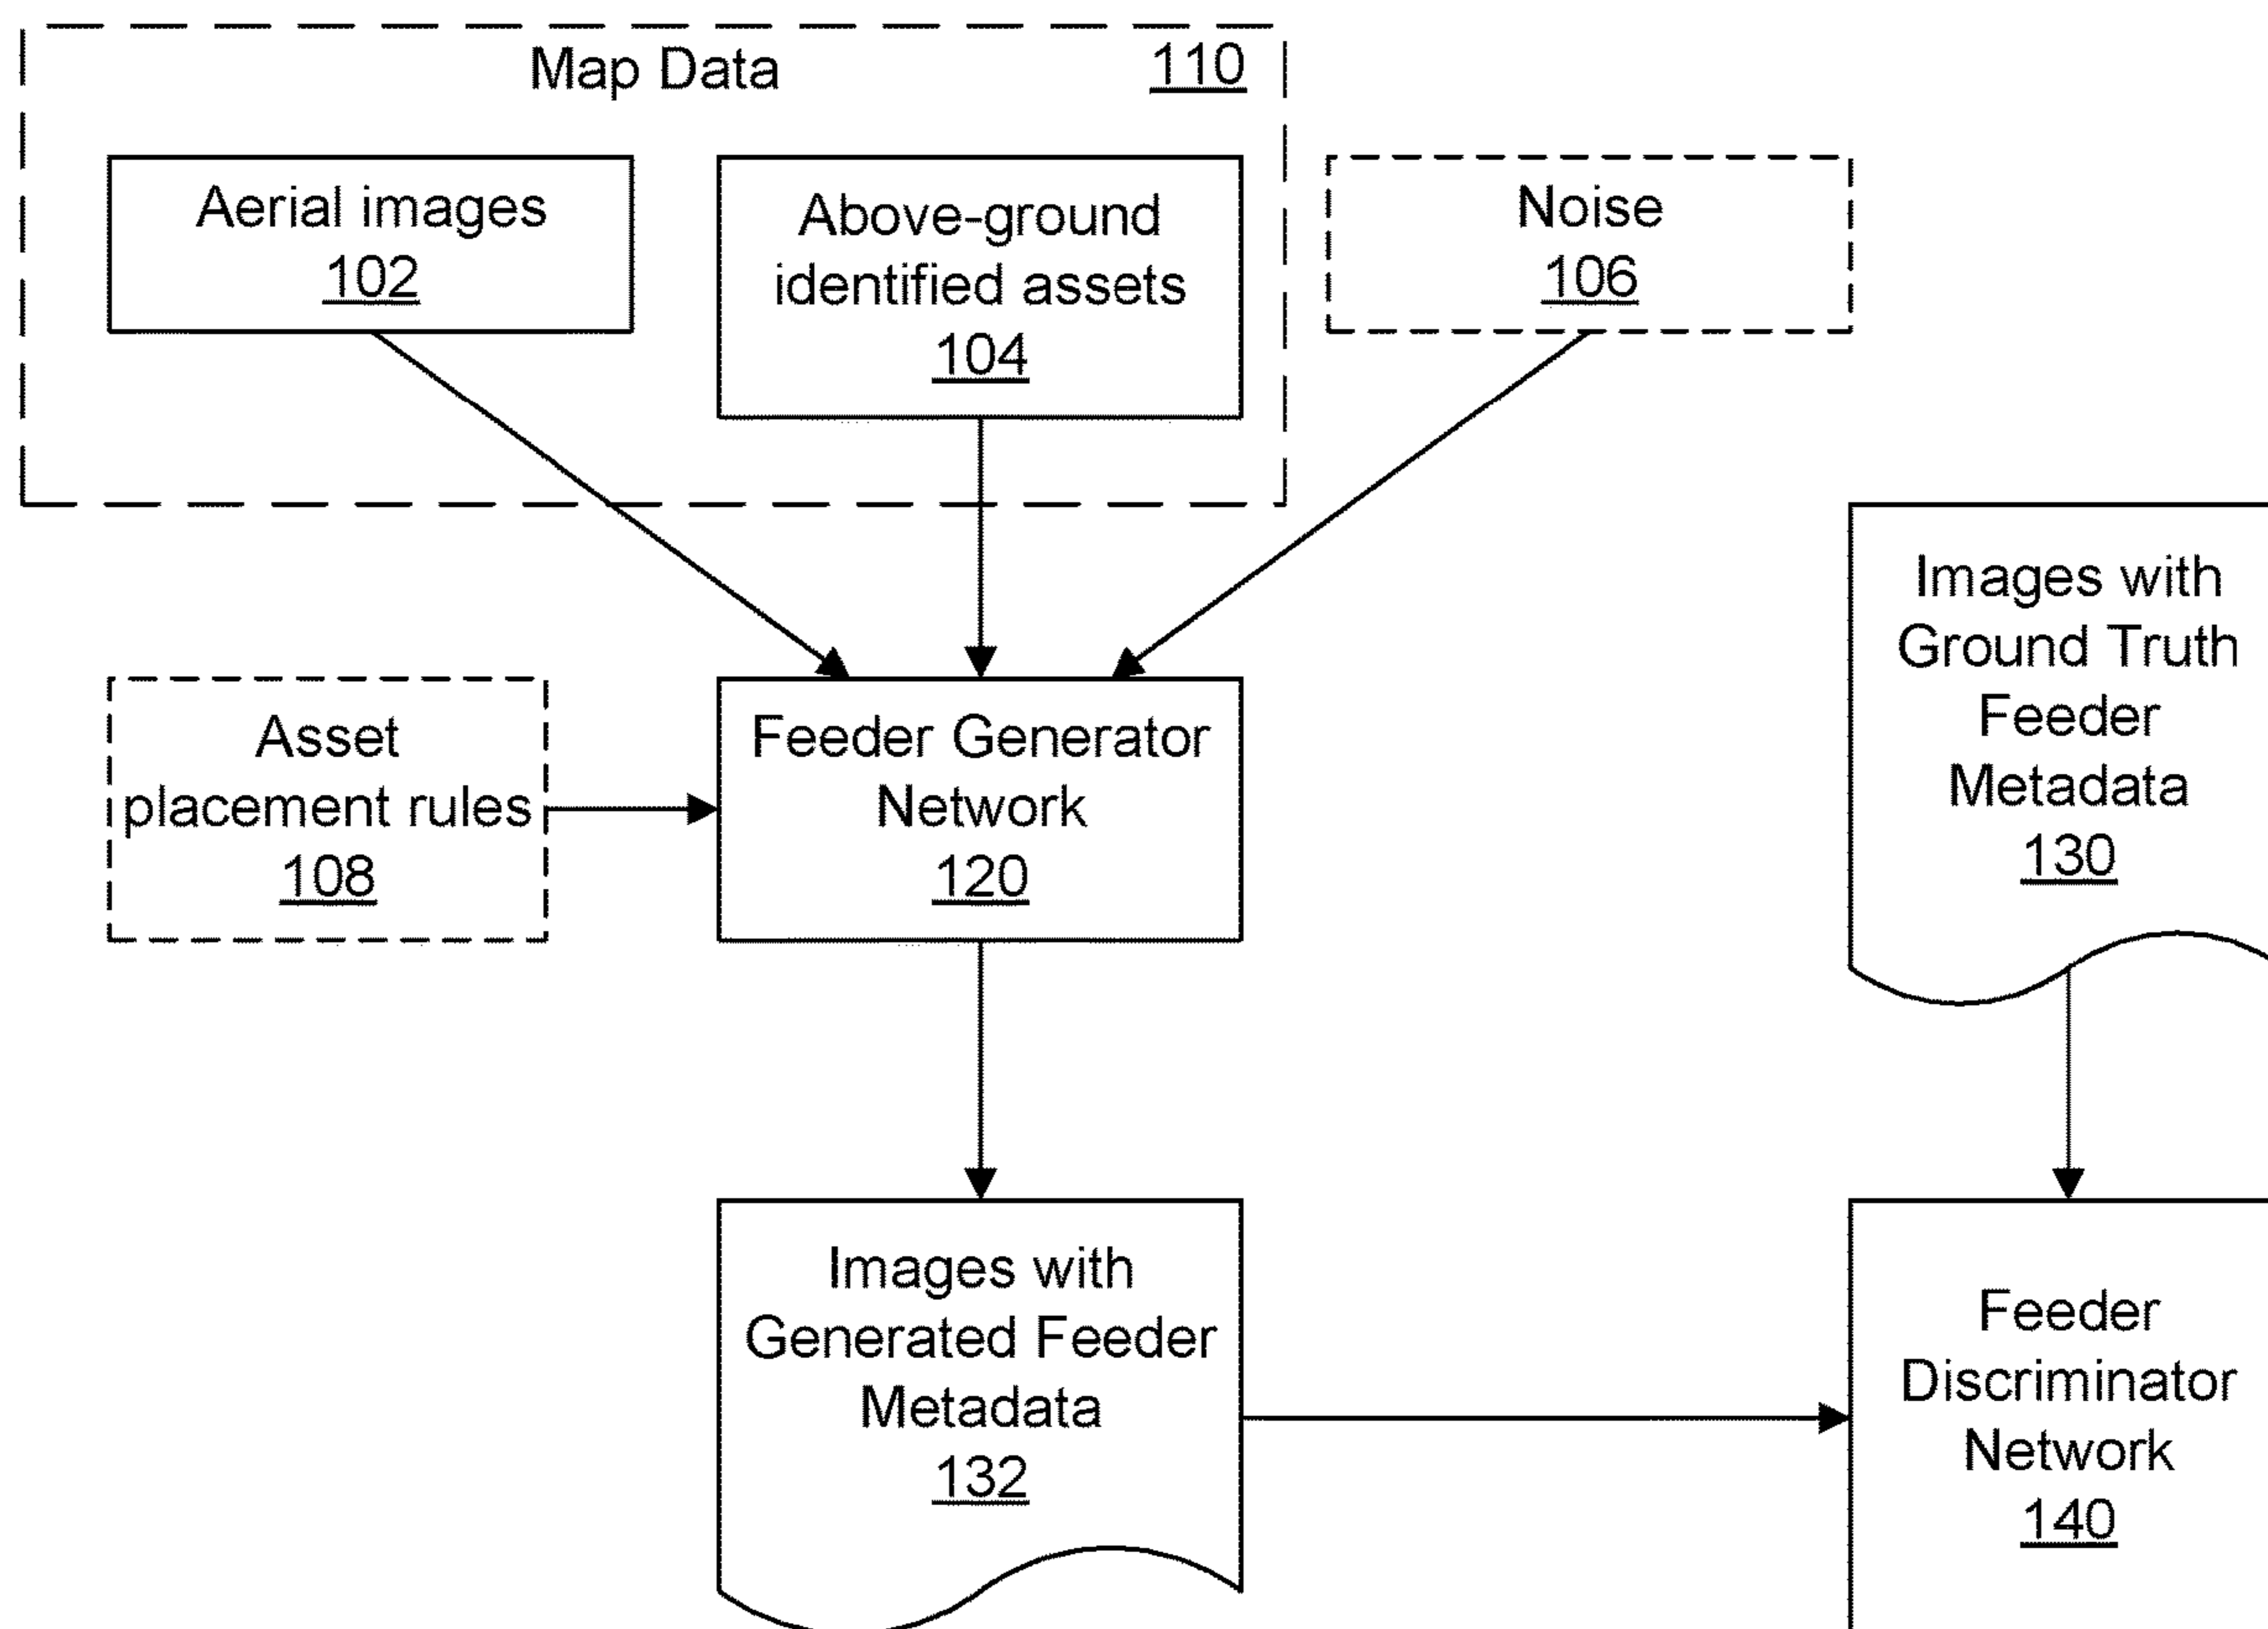 Map Data
110
Aerial images
102
Above-ground
identified assets
104
Noise
106
Asset
placement rules
108
Feeder Generator
Network
120
Images with
Ground Truth
Feeder
Metadata
130
Images with
Generated Feeder
Metadata
132
Feeder
Discriminator
Network
140